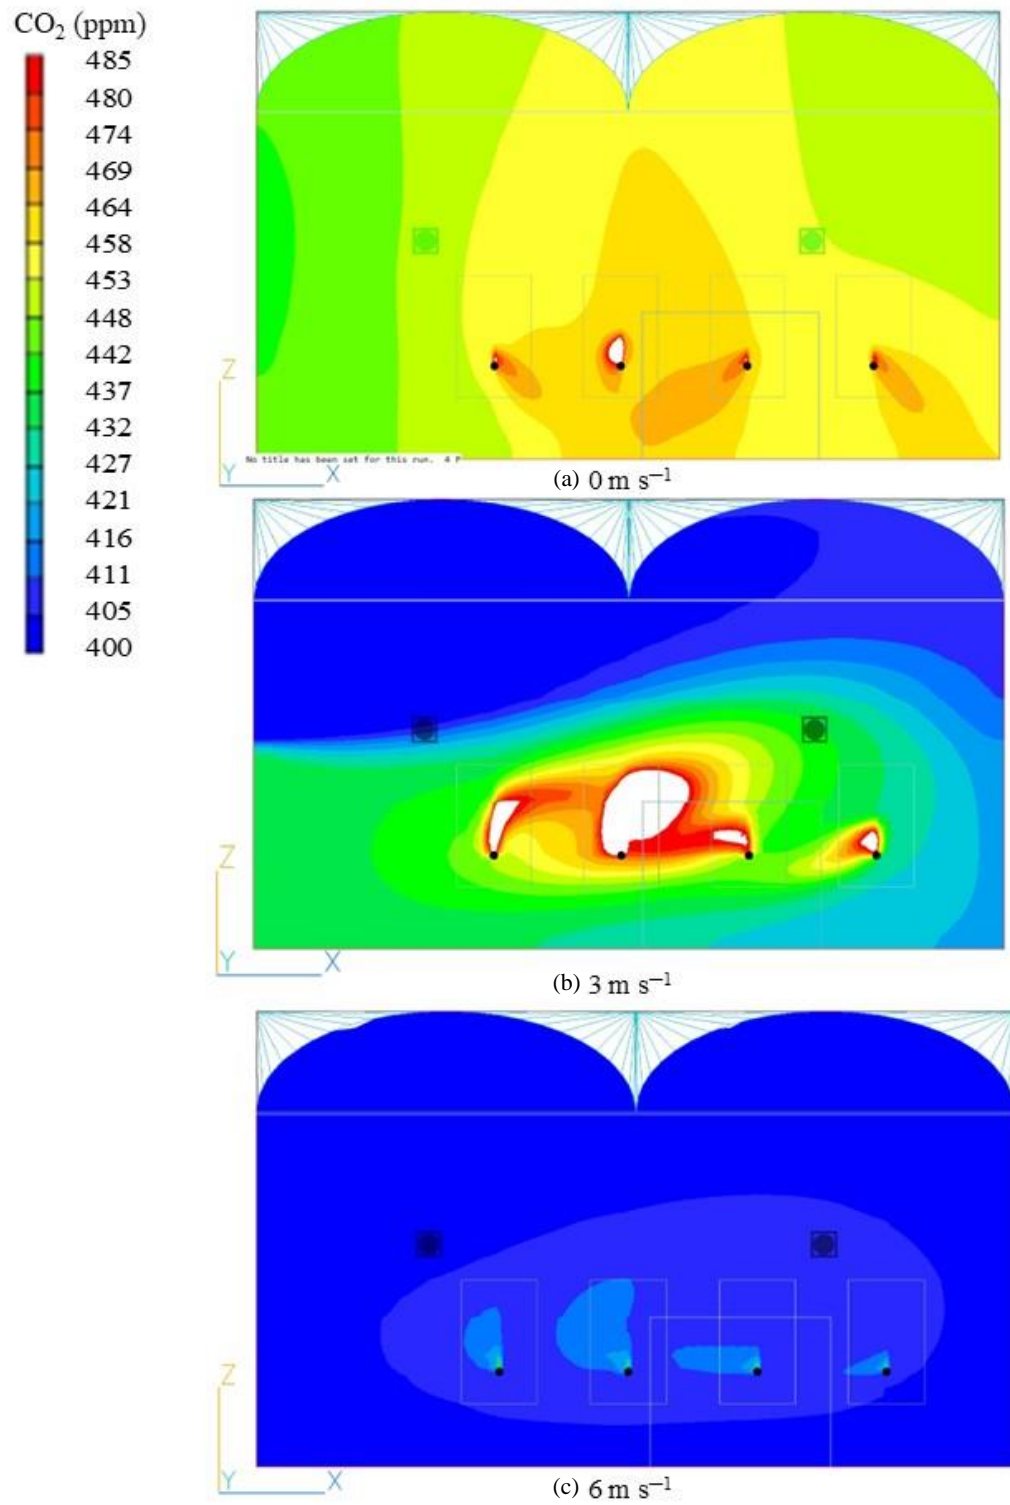 CO₂ (ppm)
485
480
474
469
464
458
453
448
442
437
432
427
421
416
411
405
400
Z
No title has been set for this run. 4 P
Y X
(a) 0 m s⁻¹
Z
Y X
(b) 3 m s⁻¹
Z
Y X
(c) 6 m s⁻¹